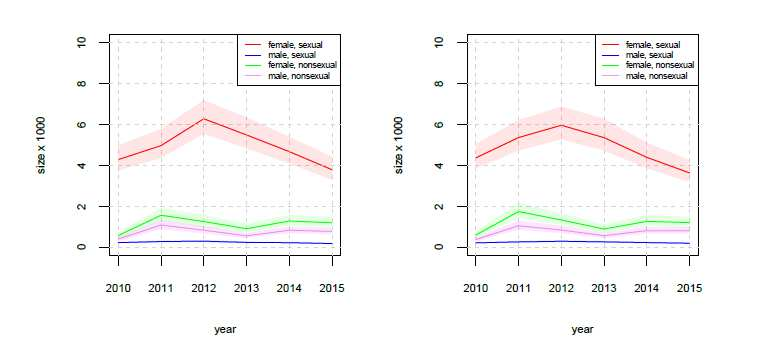 size x 1000
10
8
6
4
2
0
female, sexual
male, sexual
female, nonsexual
male, nonsexual
2010 2011 2012 2013 2014 2015
year
size x 1000
10
8
6
4
2
0
female, sexual
male, sexual
female, nonsexual
male, nonsexual
2010 2011 2012 2013 2014 2015
year